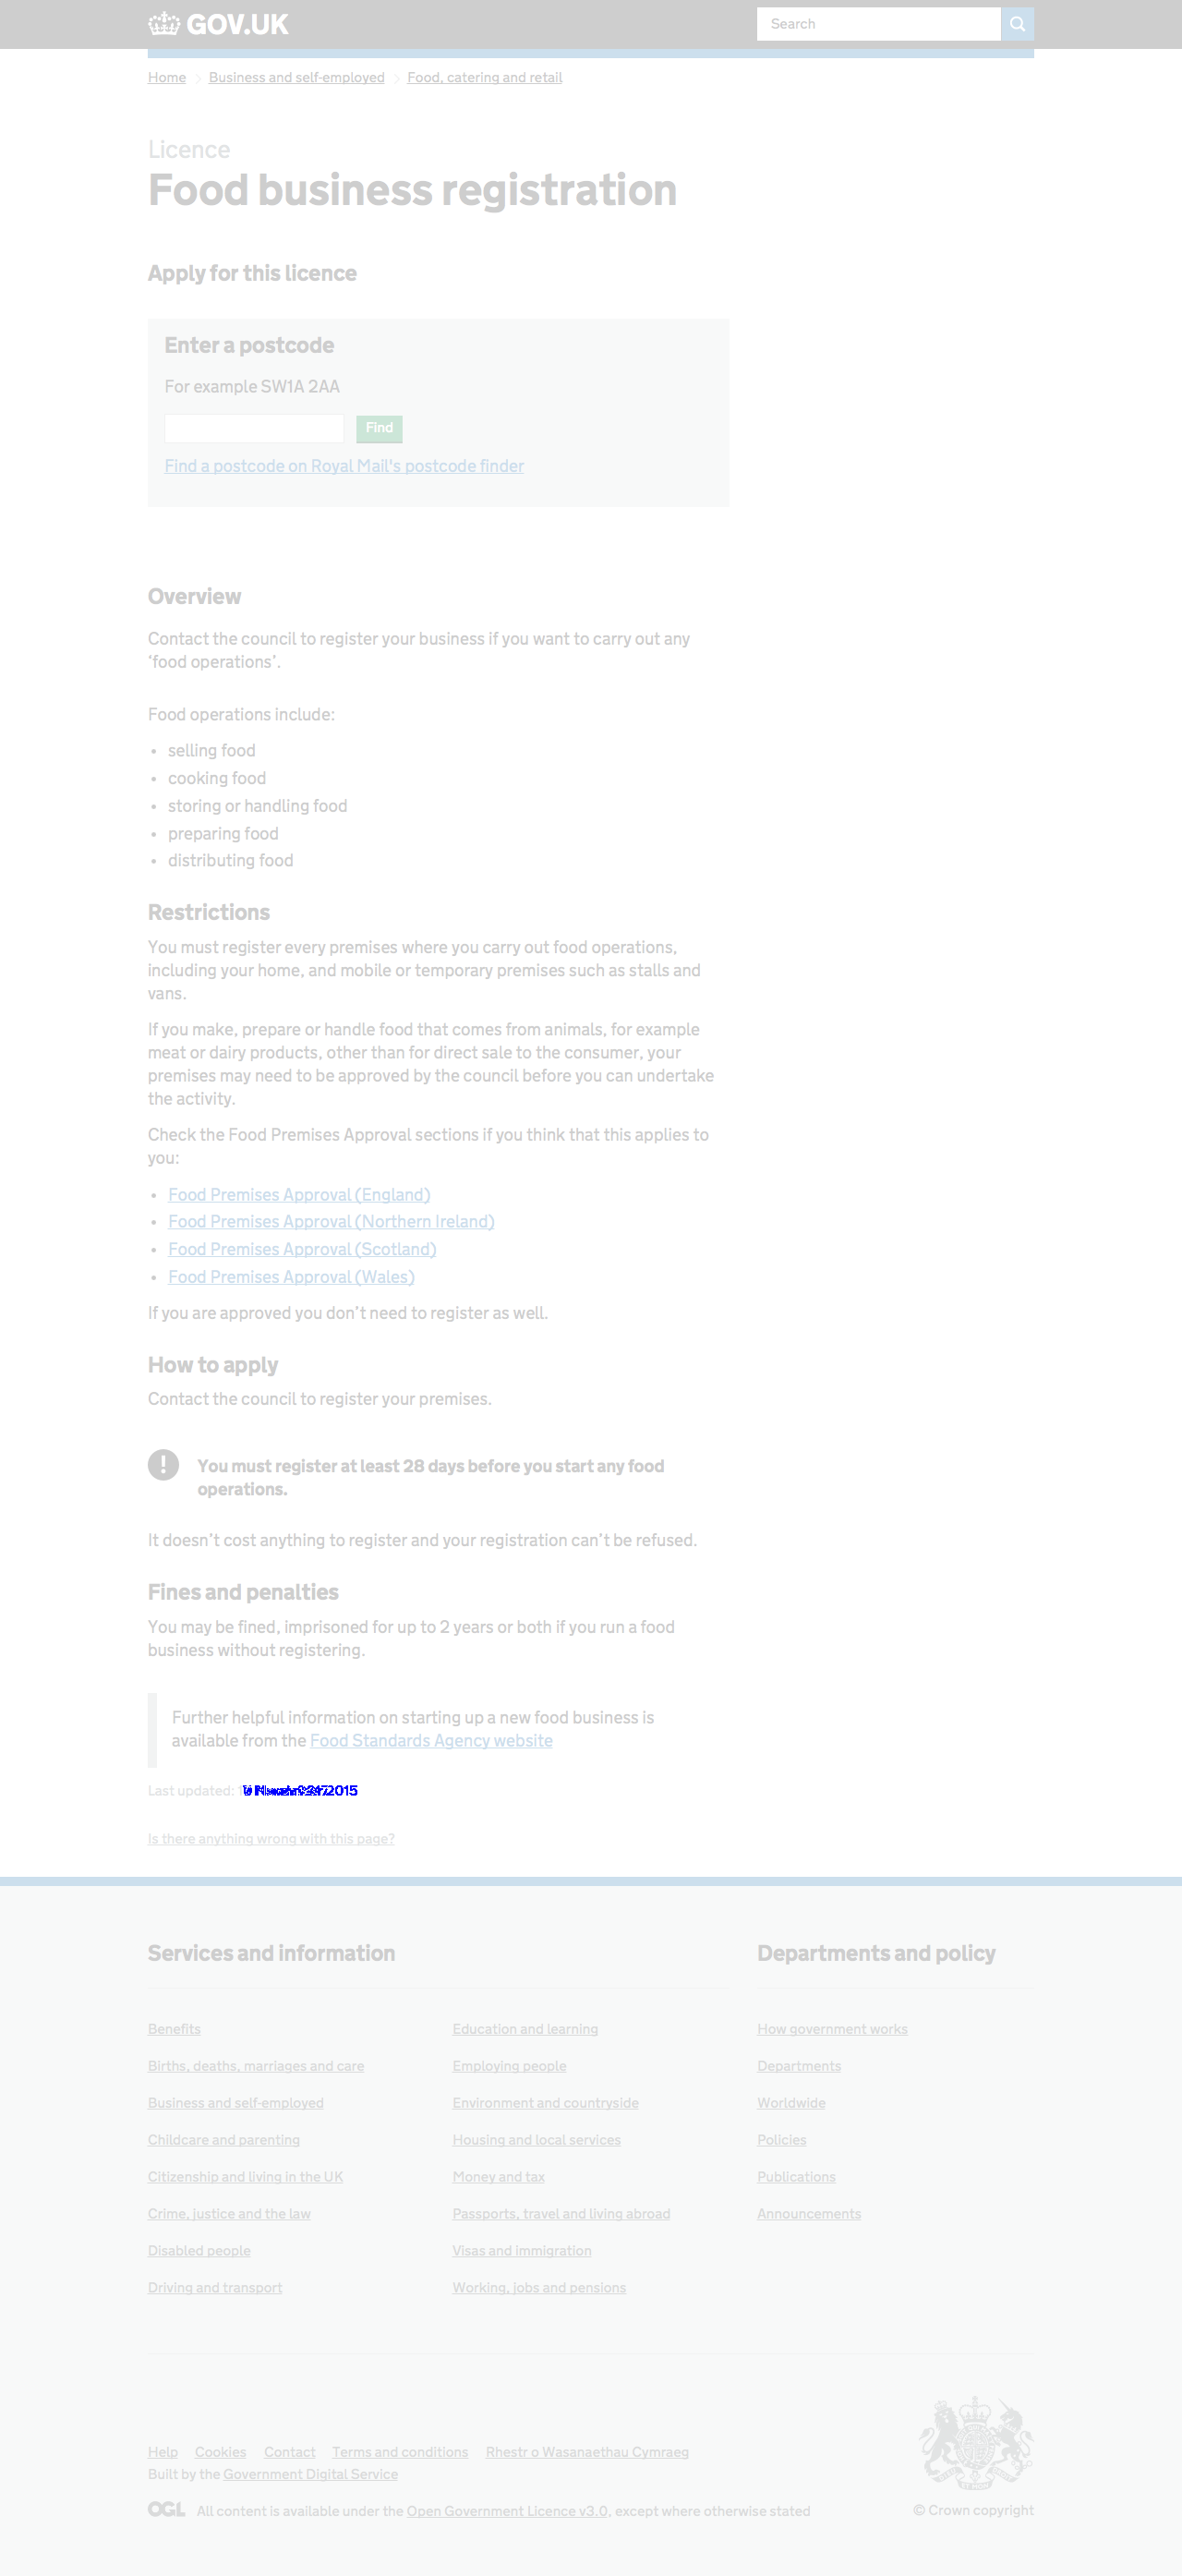 GOV.UK
Search
Home
Business and self-employed
Food, catering and retail
Licence
Food business registration
Apply for this licence
Enter a postcode
For example SW1A 2AA
Find
Find a postcode on Royal Mail's postcode finder
Overview
Contact the council to register your business if you want to carry out any
‘food operations’.
Food operations include:
• selling food
• cooking food
• storing or handling food
• preparing food
• distributing food
Restrictions
You must register every premises where you carry out food operations,
including your home, and mobile or temporary premises such as stalls and
vans.
If you make, prepare or handle food that comes from animals, for example
meat or dairy products, other than for direct sale to the consumer, your
premises may need to be approved by the council before you can undertake
the activity.
Check the Food Premises Approval sections if you think that this applies to
you:
• Food Premises Approval (England)
• Food Premises Approval (Northern Ireland)
• Food Premises Approval (Scotland)
• Food Premises Approval (Wales)
If you are approved you don’t need to register as well.
How to apply
Contact the council to register your premises.
! You must register at least 28 days before you start any food
operations.
It doesn’t cost anything to register and your registration can’t be refused.
Fines and penalties
You may be fined, imprisoned for up to 2 years or both if you run a food
business without registering.
Further helpful information on starting up a new food business is
available from the Food Standards Agency website
Last updated: 2015
Is there anything wrong with this page?
Services and information
Departments and policy
Benefits
Education and learning
How government works
Births, deaths, marriages and care
Employing people
Departments
Business and self-employed
Environment and countryside
Worldwide
Childcare and parenting
Housing and local services
Policies
Citizenship and living in the UK
Money and tax
Publications
Crime, justice and the law
Passports, travel and living abroad
Announcements
Disabled people
Visas and immigration
Driving and transport
Working, jobs and pensions
Help Cookies Contact Terms and conditions Rhestr o Wasanaethau Cymraeg
Built by the Government Digital Service
OGL All content is available under the Open Government Licence v3.0, except where otherwise stated
© Crown copyright